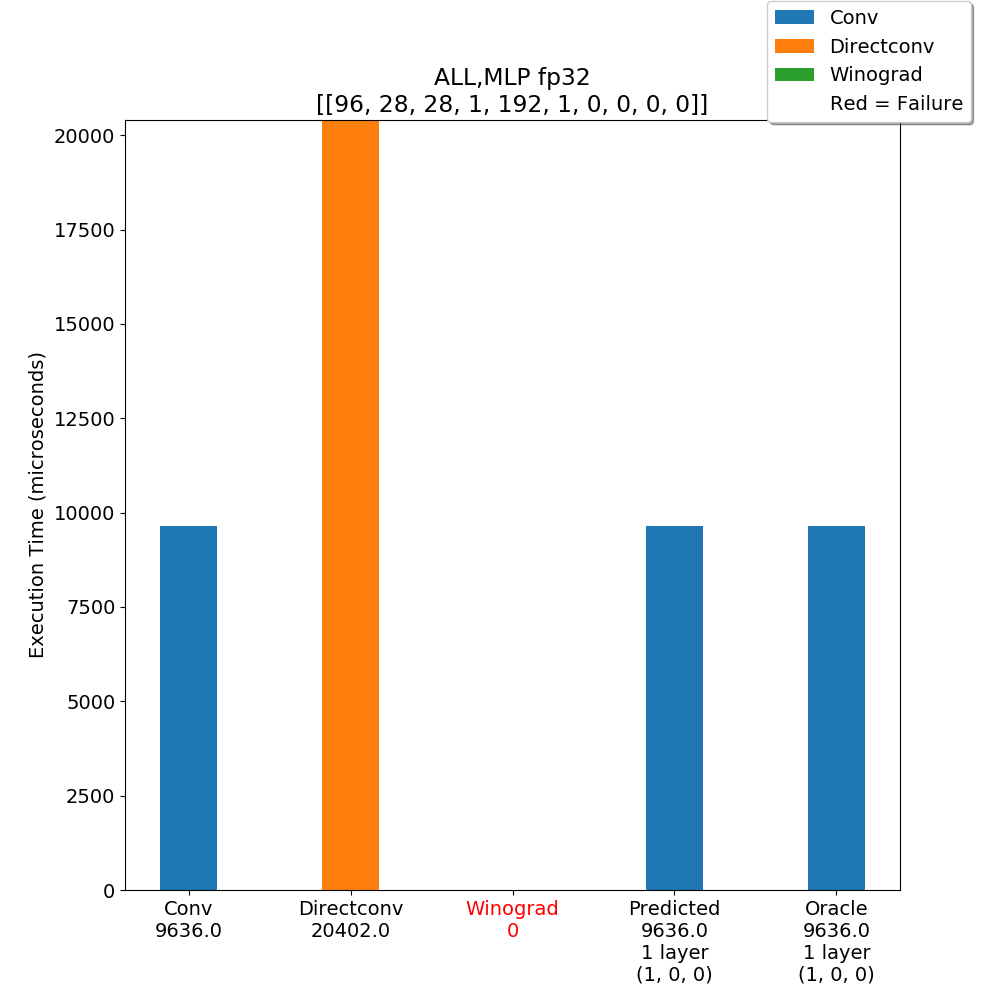 Conv
Directconv
Winograd
Red = Failure
ALL,MLP fp32
[[96, 28, 28, 1, 192, 1, 0, 0, 0, 0]]
Execution Time (microseconds)
20000
17500
15000
12500
10000
7500
5000
2500
0
Conv
9636.0
Directconv
20402.0
Winograd
0
Predicted
9636.0
1 layer
(1, 0, 0)
Oracle
9636.0
1 layer
(1, 0, 0)